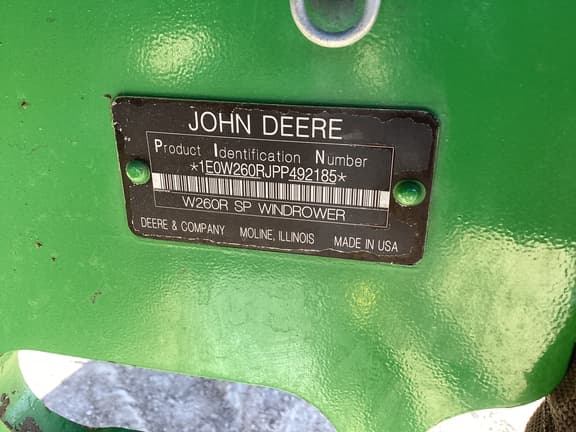 JOHN DEERE
Product Identification Number
*1E0W260RJPP492185*
W260R SP WINDROWER
DEERE & COMPANY MOLINE, ILLINOIS MADE IN USA